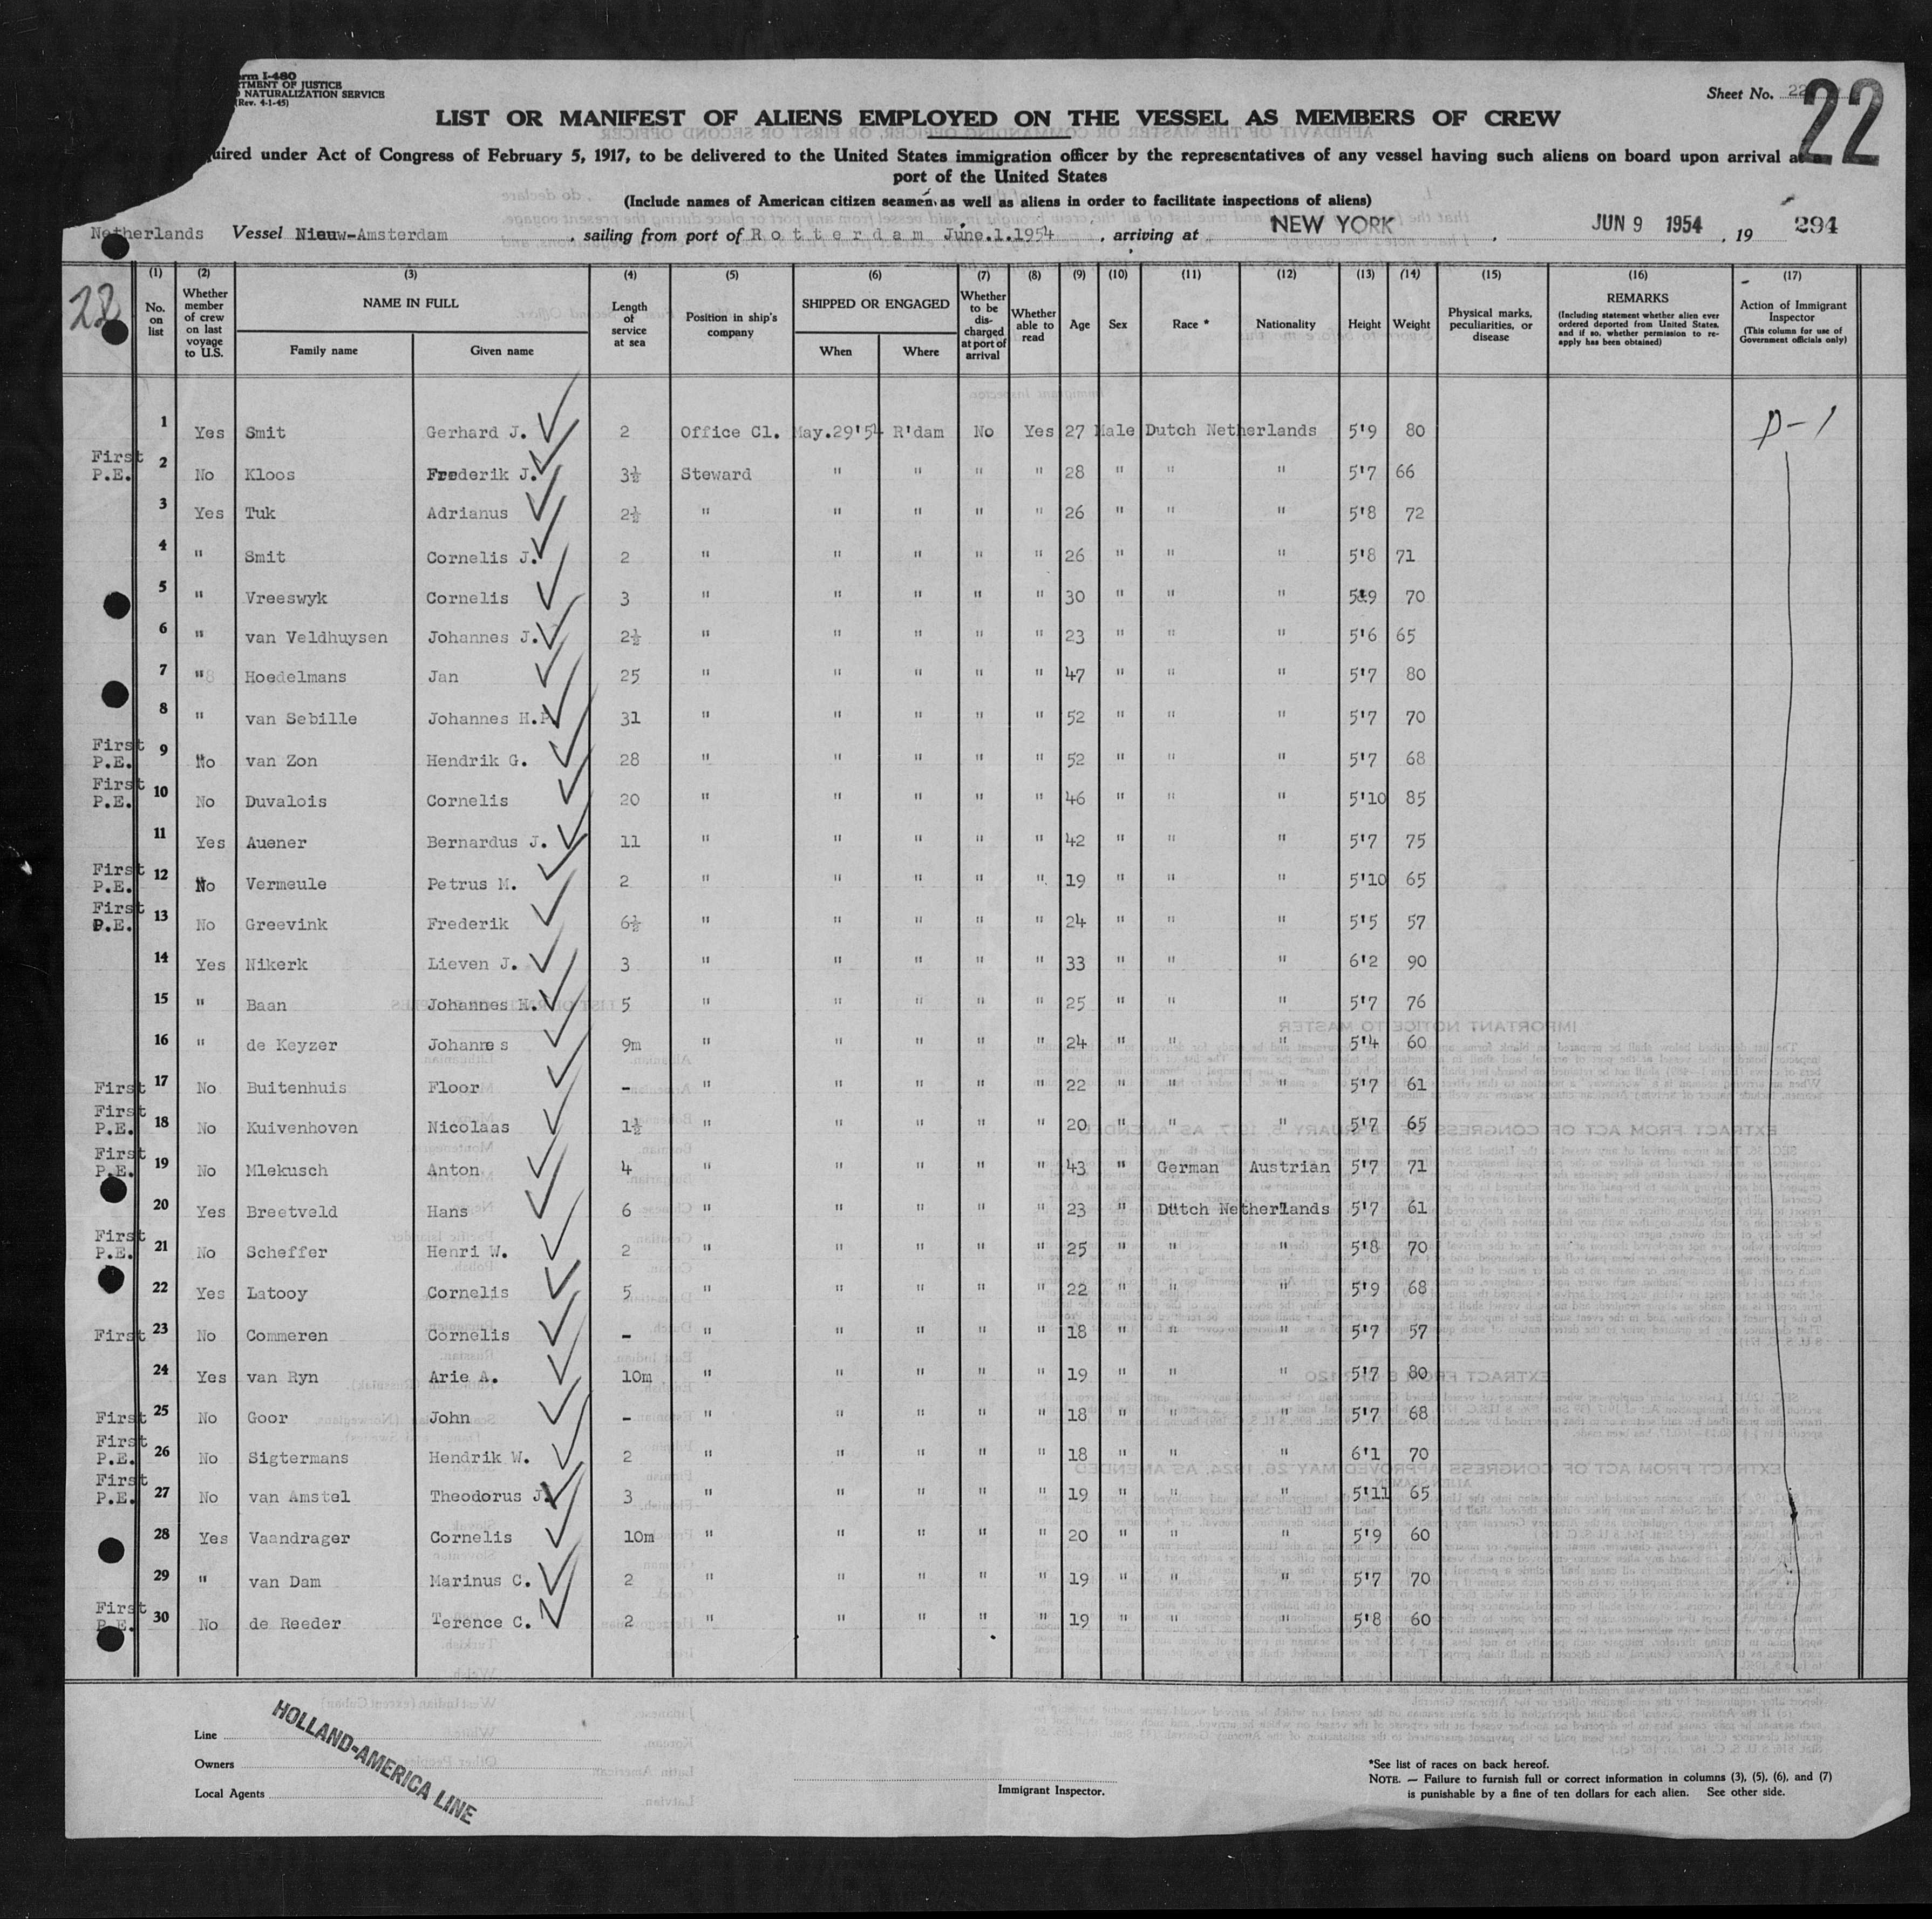 orm I-480
TMENT OF JUSTICE
NATURALIZATION SERVICE
(Rev. 4-1-45)
Sheet No. 22
22
LIST OR MANIFEST OF ALIENS EMPLOYED ON THE VESSEL AS MEMBERS OF CREW
uired under Act of Congress of February 5, 1917, to be delivered to the United States immigration officer by the representatives of any vessel having such aliens on board upon arrival at a
port of the United States
(Include names of American citizen seamen as well as aliens in order to facilitate inspections of aliens)
Netherlands Vessel Nieuw-Amsterdam, sailing from port of Rotterdam June.1.1954, arriving at NEW YORK, JUN 9 1954, 19 294
28
(1) (2) (3) (4) (5) (6) (7) (8) (9) (10) (11) (12) (13) (14) (15) (16) (17)
No. on list
Whether member of crew on last voyage to U.S.
NAME IN FULL
Family name
Given name
Length of service at sea
Position in ship's company
SHIPPED OR ENGAGED
When
Where
Whether to be discharged at port of arrival
Whether able to read
Age
Sex
Race *
Nationality
Height
Weight
Physical marks, peculiarities, or disease
REMARKS
(Including statement whether alien ever ordered deported from United States, and if so, whether permission to re-apply has been obtained)
Action of Immigrant Inspector
(This column for use of Government officials only)
1 Yes Smit Gerhard J. 2 Office Cl. May.29'54 R'dam No Yes 27 Male Dutch Netherlands 5'9 80 P-1
First P.E. 2 No Kloos Frederik J. 3½ Steward " " " " 28 " " " 5'7 66
3 Yes Tuk Adrianus 2½ " " " " " 26 " " " 5'8 72
4 " Smit Cornelis J. 2 " " " " " 26 " " " 5'8 71
5 " Vreeswyk Cornelis 3 " " " " " 30 " " " 5'9 70
6 " van Veldhuysen Johannes J. 2½ " " " " " 23 " " " 5'6 65
7 " Hoedelmans Jan 25 " " " " " 47 " " " 5'7 80
8 " van Sebille Johannes H.P. 31 " " " " " 52 " " " 5'7 70
First P.E. 9 No van Zon Hendrik G. 28 " " " " " 52 " " " 5'7 68
First P.E. 10 No Duvalois Cornelis 20 " " " " " 46 " " " 5'10 85
11 Yes Auener Bernardus J. 11 " " " " " 42 " " " 5'7 75
First P.E. 12 No Vermeule Petrus M. 2 " " " " " 19 " " " 5'10 65
First P.E. 13 No Greevink Frederik 6½ " " " " " 24 " " " 5'5 57
14 Yes Nikerk Lieven J. 3 " " " " " 33 " " " 6'2 90
15 " Baan Johannes H. 5 " " " " " 25 " " " 5'7 76
16 " de Keyzer Johannes 9m " " " " " 24 " " " 5'4 60
First 17 No Buitenhuis Floor - " " " " " 22 " " " 5'7 61
First P.E. 18 No Kuivenhoven Nicolaas 1½ " " " " " 20 " " " 5'7 65
First P.E. 19 No Mlekusch Anton 4 " " " " " 43 " German Austrian 5'7 71
20 Yes Breetveld Hans 6 " " " " " 23 " Dutch Netherlands 5'7 61
First P.E. 21 No Scheffer Henri W. 2 " " " " " 25 " " " 5'8 70
22 Yes Latooy Cornelis 5 " " " " " 22 " " " 5'9 68
First 23 No Commeren Cornelis - " " " " " 18 " " " 5'7 57
24 Yes van Ryn Arie A. 10m " " " " " 19 " " " 5'7 80
First 25 No Goor John - " " " " " 18 " " " 5'7 68
First P.E. 26 No Sigtermans Hendrik W. 2 " " " " " 18 " " " 6'1 70
First P.E. 27 No van Amstel Theodorus J. 3 " " " " " 19 " " " 5'11 65
28 Yes Vaandrager Cornelis 10m " " " " " 20 " " " 5'9 60
29 " van Dam Marinus C. 2 " " " " " 19 " " " 5'7 70
First P.E. 30 No de Reeder Terence C. 2 " " " " " 19 " " " 5'8 60
Line
Owners
Local Agents
HOLLAND-AMERICA LINE
Immigrant Inspector.
*See list of races on back hereof.
NOTE. — Failure to furnish full or correct information in columns (3), (5), (6), and (7)
is punishable by a fine of ten dollars for each alien. See other side.